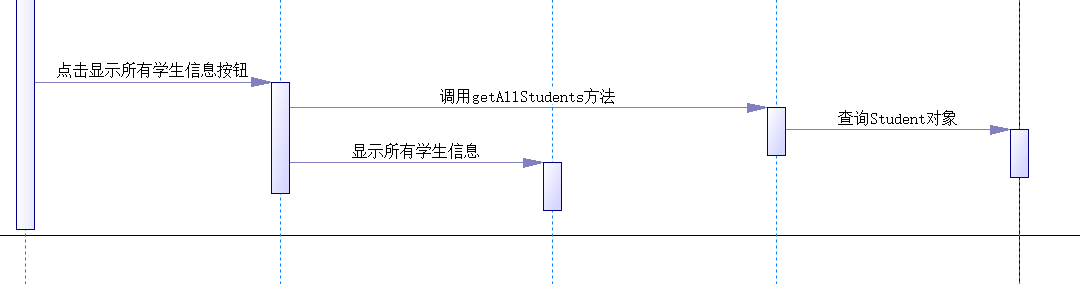 点击显示所有学生信息按钮
调用getAllStudents方法
查询Student对象
显示所有学生信息